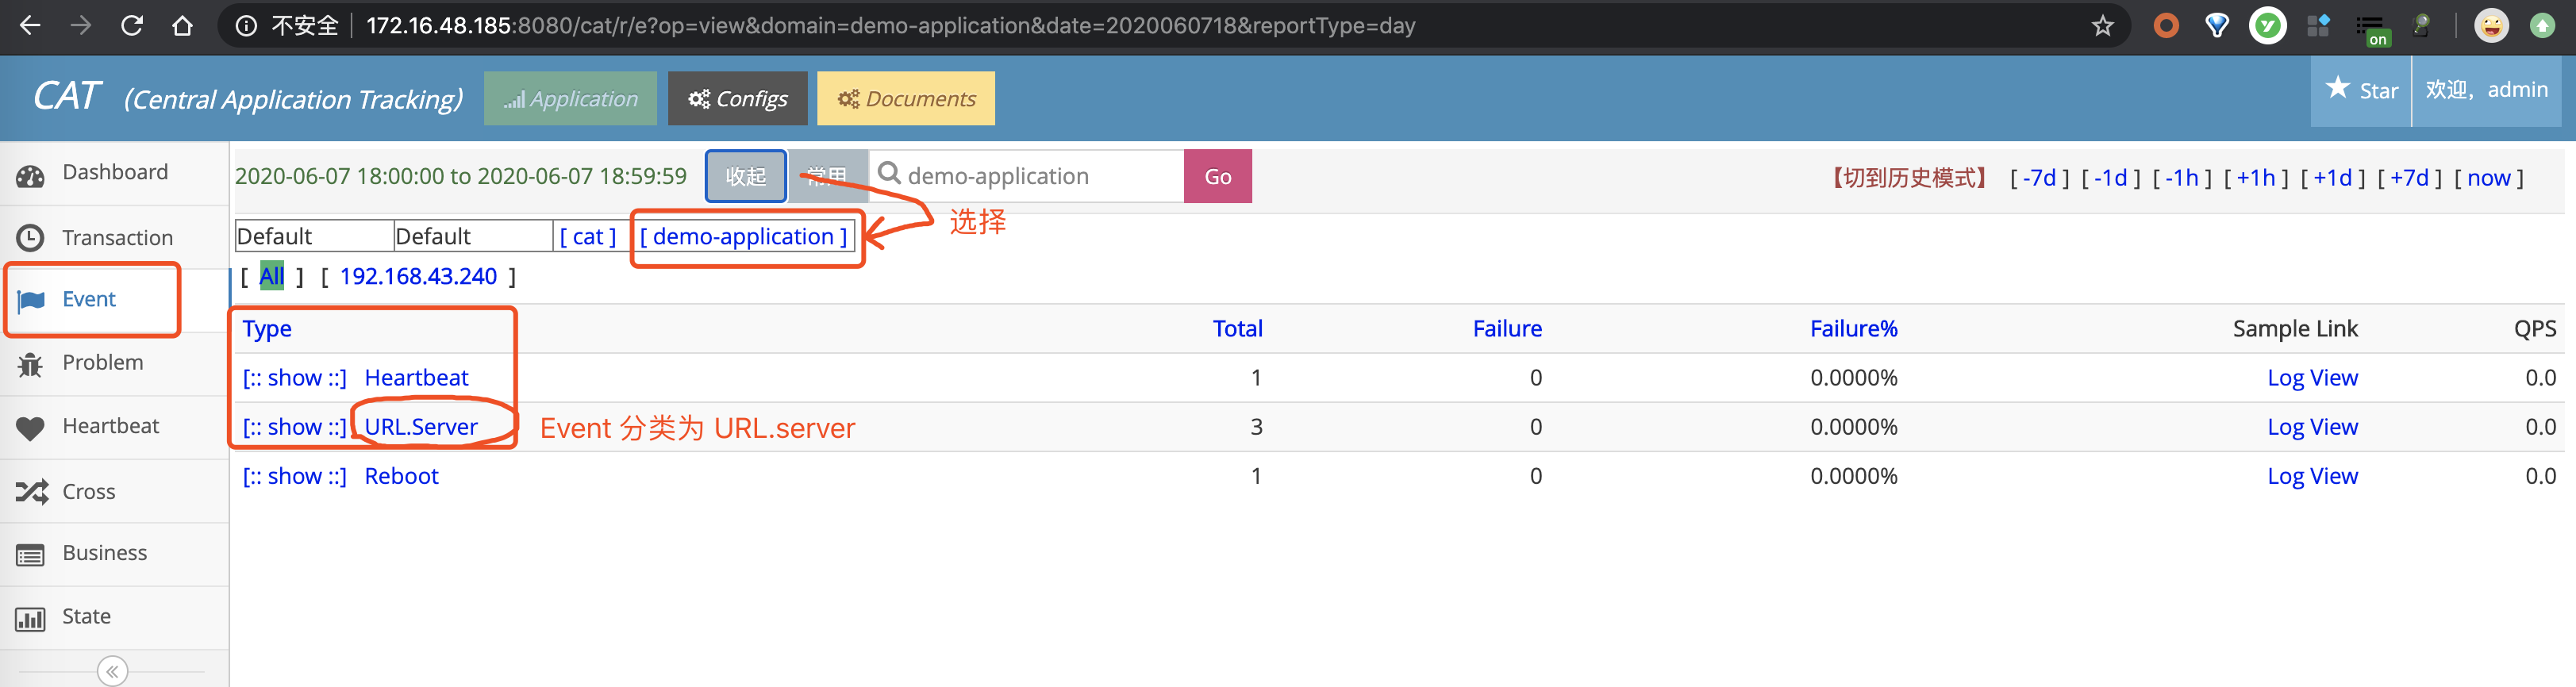 不安全 172.16.48.185:8080/cat/r/e?op=view&domain=demo-application&date=2020060718&reportType=day
on
CAT (Central Application Tracking) Application Configs Documents Star 欢迎，admin
Dashboard
Transaction
Event
Problem
Heartbeat
Cross
Business
State
2020-06-07 18:00:00 to 2020-06-07 18:59:59 收起 常用 demo-application Go 【切到历史模式】 [ -7d ] [ -1d ] [ -1h ] [ +1h ] [ +1d ] [ +7d ] [ now ]
Default Default [ cat ] [ demo-application ] 选择
[ All ] [ 192.168.43.240 ]
Type Total Failure Failure% Sample Link QPS
[:: show ::] Heartbeat 1 0 0.0000% Log View 0.0
[:: show ::] URL.Server Event 分类为 URL.server 3 0 0.0000% Log View 0.0
[:: show ::] Reboot 1 0 0.0000% Log View 0.0